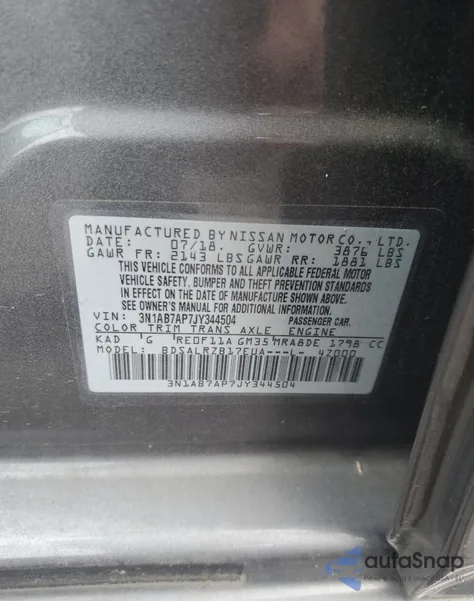 MANUFACTURED BY NISSAN MOTOR CO., LTD.
DATE: 07/18. GVWR: 3876 LBS
GAWR FR: 2143 LBS GAWR RR: 1881 LBS
THIS VEHICLE CONFORMS TO ALL APPLICABLE FEDERAL MOTOR
VEHICLE SAFETY, BUMPER AND THEFT PREVENTION STANDARDS
IN EFFECT ON THE DATE OF MANUFACTURE SHOWN ABOVE.
SEE OWNER'S MANUAL FOR ADDITIONAL INFORMATION.
VIN: 3N1AB7AP7JY344504 PASSENGER CAR.
COLOR TRIM TRANS AXLE ENGINE
KAD G RE0F11A GM35 MRA8DE 1798 CC
MODEL: BDSALRZB17EUA---L- 47000
3N1AB7AP7JY344504
autoSnap